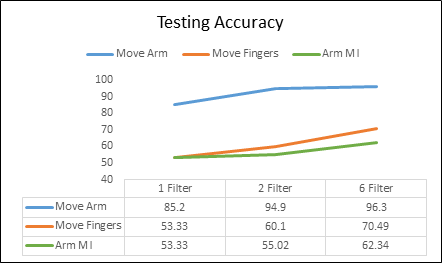 Testing Accuracy
Move Arm Move Fingers Arm MI
100
90
80
70
60
50
40
1 Filter 2 Filter 6 Filter
Move Arm 85.2 94.9 96.3
Move Fingers 53.33 60.1 70.49
Arm MI 53.33 55.02 62.34